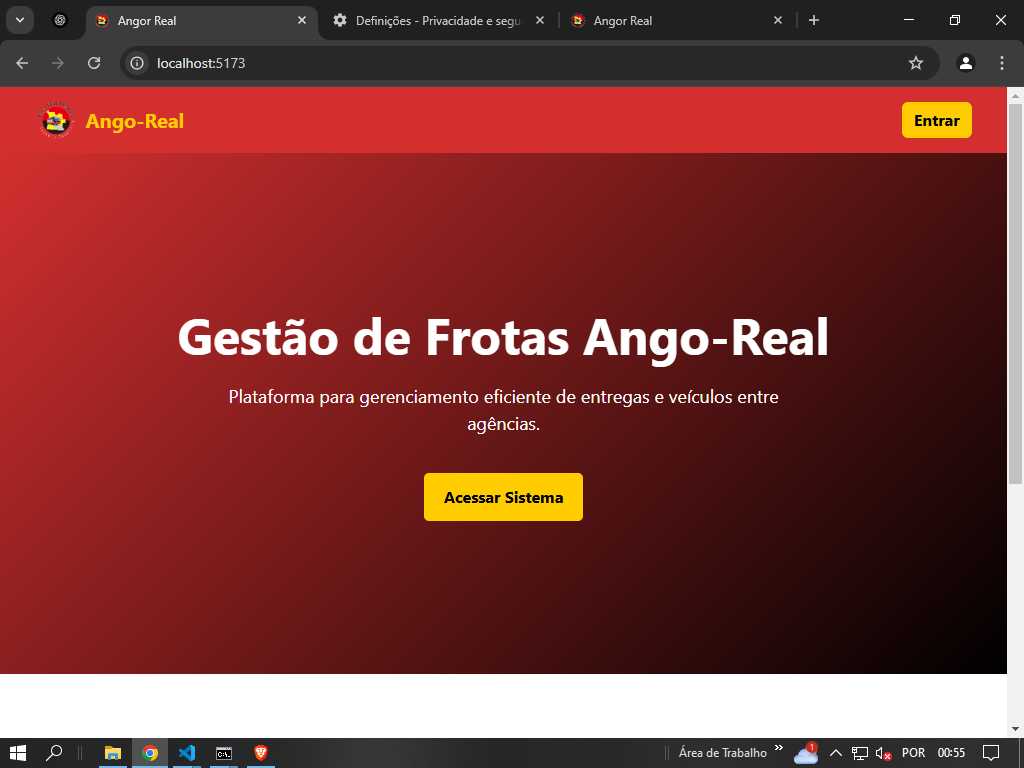 Angor Real
Definições - Privacidade e segu
Angor Real
localhost:5173
Ango-Real
Entrar
Gestão de Frotas Ango-Real
Plataforma para gerenciamento eficiente de entregas e veículos entre
agências.
Acessar Sistema
Área de Trabalho
1
POR
00:55